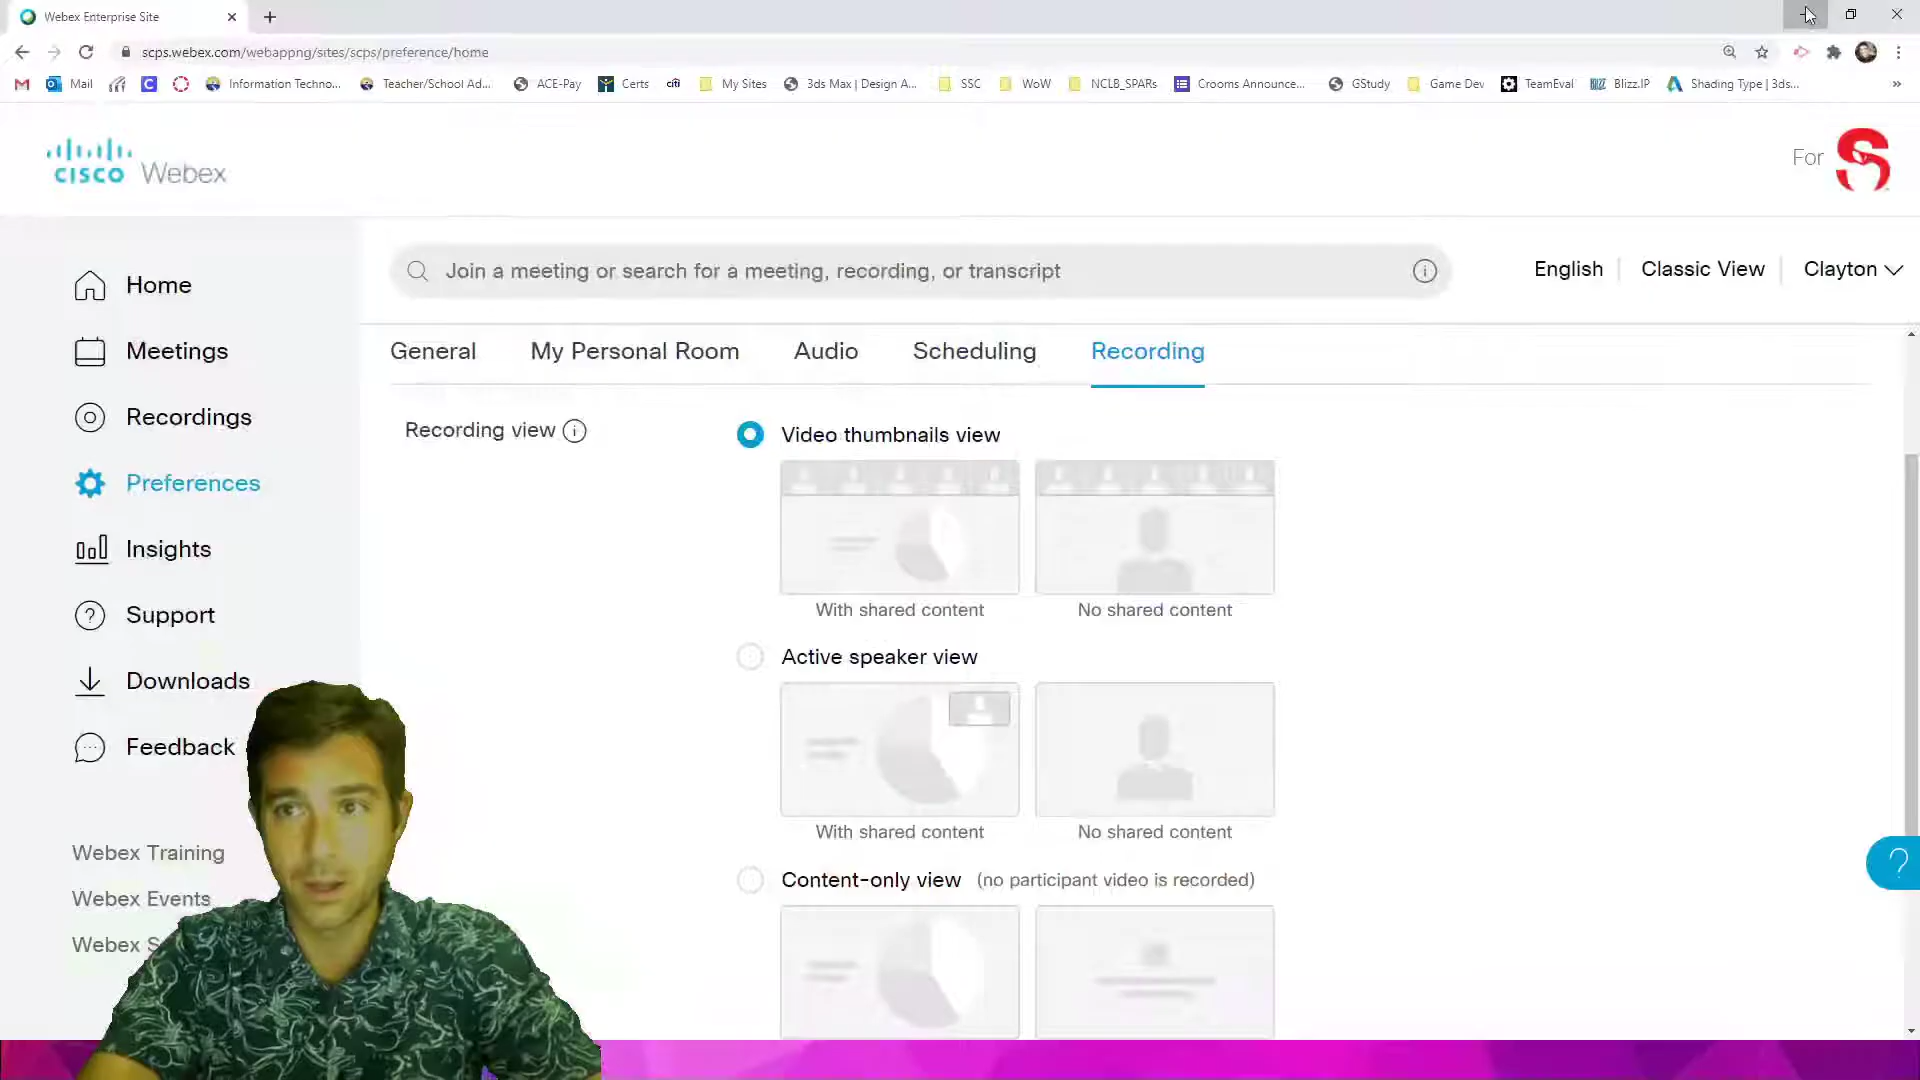 Webex Enterprise Site
scps.webex.com/webappng/sites/scps/preference/home
Mail
Information Techno...
Teacher/School Ad...
ACE-Pay
Certs
citi
My Sites
3ds Max | Design A...
SSC
WoW
NCLB_SPARs
Crooms Announce...
GStudy
Game Dev
TeamEval
BLIZZ
Blizz.IP
Shading Type | 3ds...
»
CISCO Webex
For S
Join a meeting or search for a meeting, recording, or transcript
English
Classic View
Clayton
Home
Meetings
Recordings
Preferences
Insights
Support
Downloads
Feedback
Webex Training
Webex Events
Webex S
General
My Personal Room
Audio
Scheduling
Recording
Recording view
Video thumbnails view
With shared content
No shared content
Active speaker view
With shared content
No shared content
Content-only view (no participant video is recorded)
?